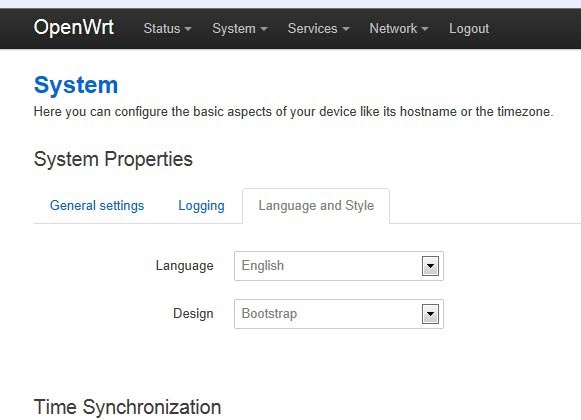 OpenWrt Status System Services Network Logout
System
Here you can configure the basic aspects of your device like its hostname or the timezone.
System Properties
General settings Logging Language and Style
Language English
Design Bootstrap
Time Synchronization